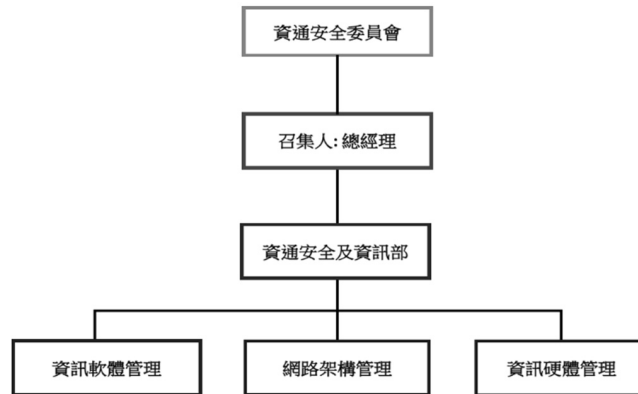 資通安全委員會
召集人:總經理
資通安全及資訊部
資訊軟體管理
網路架構管理
資訊硬體管理